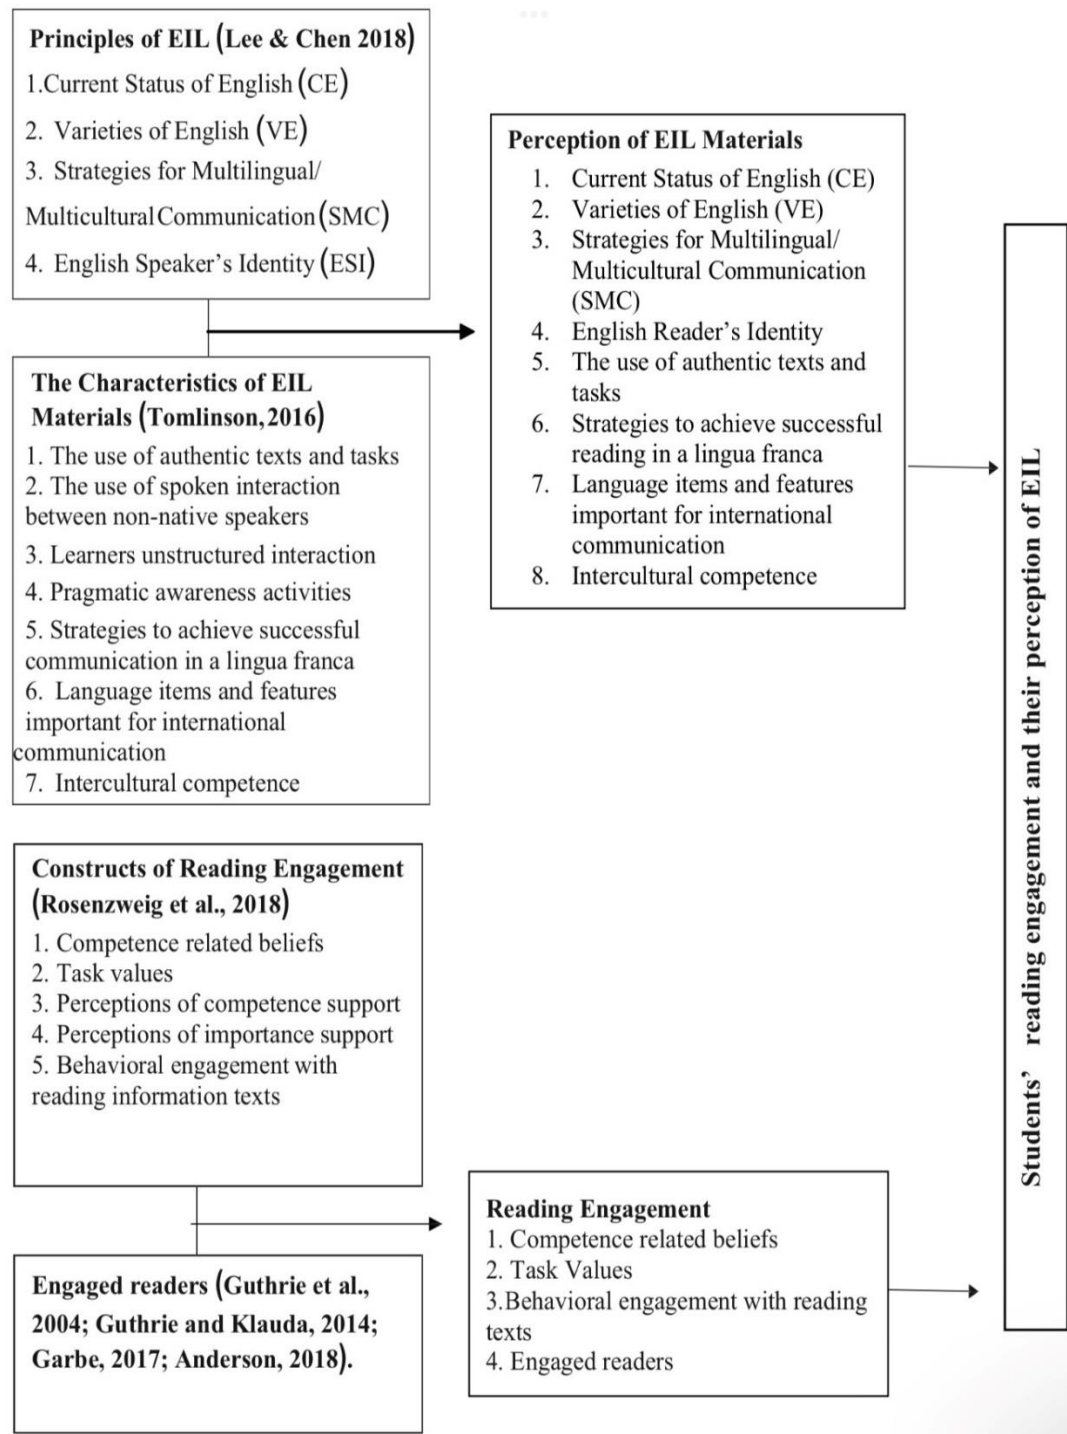 Principles of EIL (Lee & Chen 2018)
1.Current Status of English (CE)
2. Varieties of English (VE)
3. Strategies for Multilingual/
Multicultural Communication (SMC)
4. English Speaker's Identity (ESI)
The Characteristics of EIL
Materials (Tomlinson, 2016)
1. The use of authentic texts and tasks
2. The use of spoken interaction
between non-native speakers
3. Learners unstructured interaction
4. Pragmatic awareness activities
5. Strategies to achieve successful
communication in a lingua franca
6. Language items and features
important for international
communication
7. Intercultural competence
Perception of EIL Materials
1. Current Status of English (CE)
2. Varieties of English (VE)
3. Strategies for Multilingual/
Multicultural Communication
(SMC)
4. English Reader's Identity
5. The use of authentic texts and
tasks
6. Strategies to achieve successful
reading in a lingua franca
7. Language items and features
important for international
communication
8. Intercultural competence
Constructs of Reading Engagement
(Rosenzweig et al., 2018)
1. Competence related beliefs
2. Task values
3. Perceptions of competence support
4. Perceptions of importance support
5. Behavioral engagement with
reading information texts
Engaged readers (Guthrie et al.,
2004; Guthrie and Klauda, 2014;
Garbe, 2017; Anderson, 2018).
Reading Engagement
1. Competence related beliefs
2. Task Values
3.Behavioral engagement with reading
texts
4. Engaged readers
Students' reading engagement and their perception of EIL